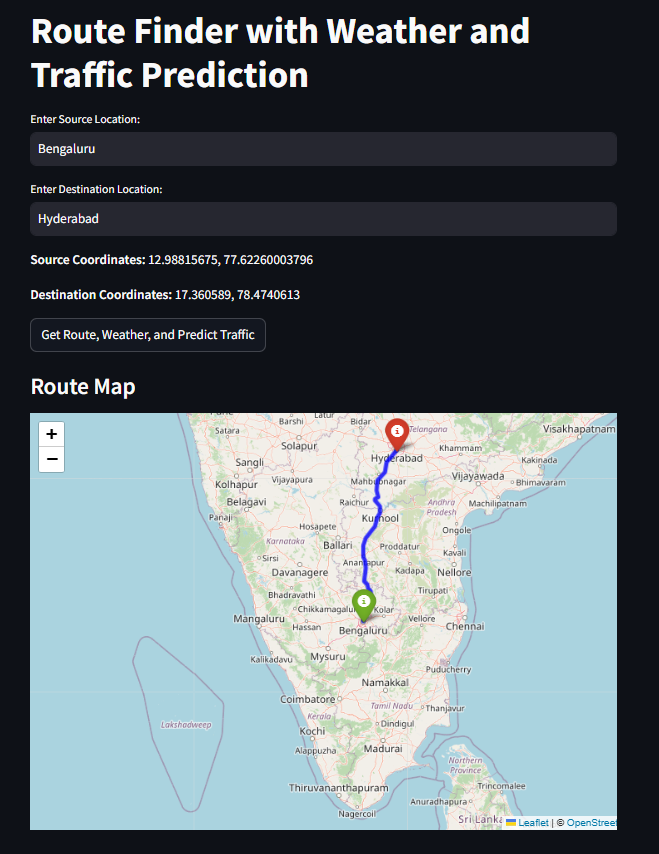 Route Finder with Weather and
Traffic Prediction
Enter Source Location:
Bengaluru
Enter Destination Location:
Hyderabad
Source Coordinates: 12.98815675, 77.62260003796
Destination Coordinates: 17.360589, 78.4740613
Get Route, Weather, and Predict Traffic
Route Map
+
−
Latur
Satara
Barshi
Bidar
Telangana
Visakhapatnam
Solapur
Khammam
Sangli
Hyderabad
Kakinada
Kolhapur
Vijayapura
Mahbubnagar
Vijayawada
Bhimavaram
Belagavi
Raichur
Andhra
Pradesh
Machilipatnam
Panaji
Kurnool
Hosapete
Ongole
Karnataka
Ballari
Proddatur
Kavali
Sirsi
Anantapur
Davanagere
Kadapa
Nellore
Bhadravathi
Tirupati
Chikkamagaluru
Kolar
Mangaluru
Hassan
Bengaluru
Vellore
Chennai
Kalikadavu
Mysuru
Puducherry
Namakkal
Coimbatore
Tamil Nadu
Thanjavur
Lakshadweep
Kerala
Dindigul
Kochi
Alappuzha
Madurai
Northern
Province
Thiruvananthapuram
Trincomalee
Anuradhapura
Nagercoil
Sri Lanka
Leaflet | © OpenStreet